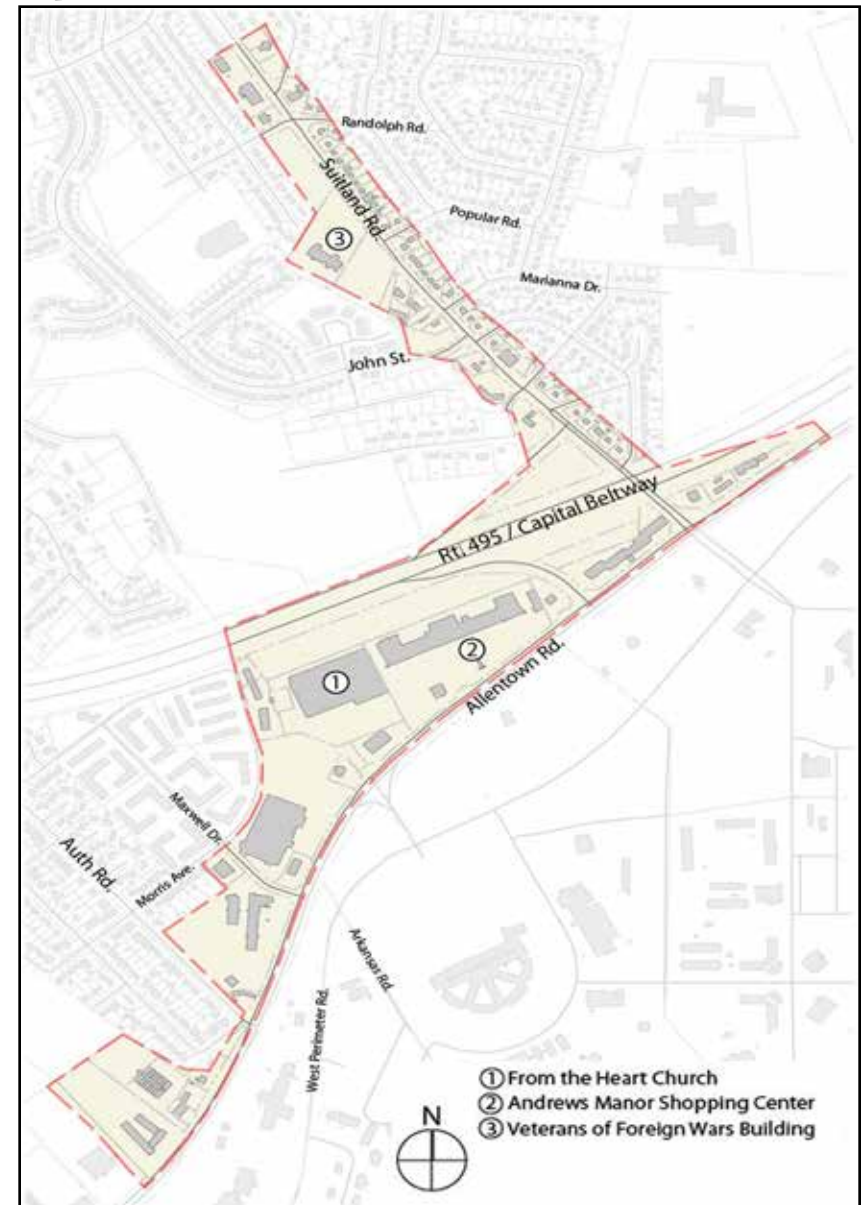 Randolph Rd.
Suitland Rd.
Popular Rd.
③
Marianna Dr.
John St.
Rt. 495 / Capital Beltway
②
①
Allentown Rd.
Maxwell Dr.
Auth Rd.
Morris Ave.
Arkansas Rd.
West Perimeter Rd.
① From the Heart Church
② Andrews Manor Shopping Center
③ Veterans of Foreign Wars Building
N